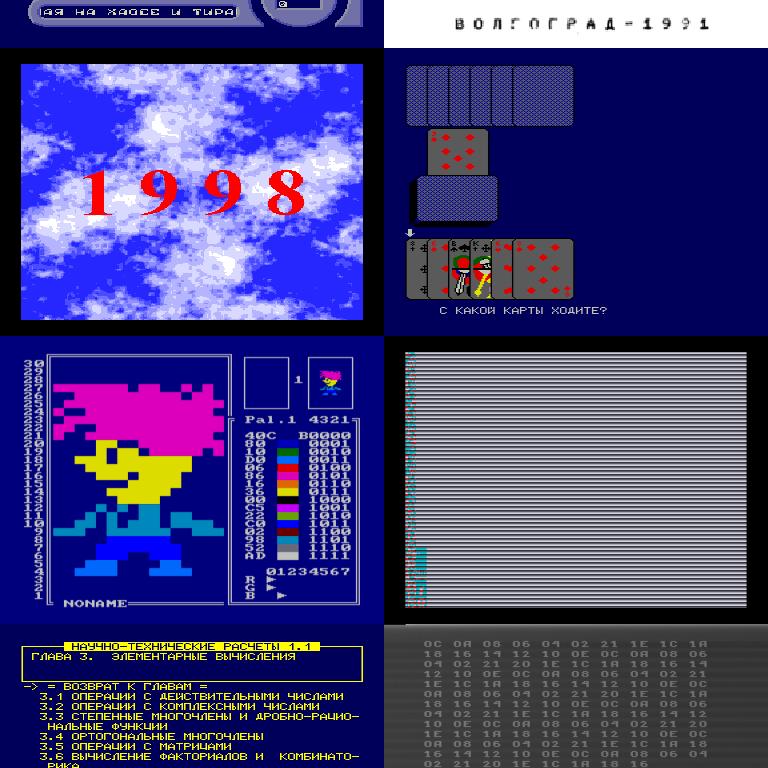 АЯ НА ХАОСЕ И ТИРА
ВОЛГОГРАД-1991
1998
С КАКОЙ КАРТЫ ХОДИТЕ?
30
29
28
27
26
25
24
23
22
21
20
19
18
17
16
15
14
13
12
11
10
9
8
7
6
5
4
3
2
1
NONAME
1
Pal.1 4321
40C B0000
80 0001
10 0010
D0 0011
06 0100
86 0101
16 0110
36 0111
00 1000
C5 1001
22 1010
C0 1011
02 1100
98 1101
52 1110
AD 1111
01234567
R
G
B
НАУЧНО-ТЕХНИЧЕСКИЕ РАСЧЕТЫ 1.1
ГЛАВА 3. ЭЛЕМЕНТАРНЫЕ ВЫЧИСЛЕНИЯ
-> = ВОЗВРАТ К ГЛАВАМ =
3.1 ОПЕРАЦИИ С ДЕЙСТВИТЕЛЬНЫМИ ЧИСЛАМИ
3.2 ОПЕРАЦИИ С КОМПЛЕКСНЫМИ ЧИСЛАМИ
3.3 СТЕПЕННЫЕ МНОГОЧЛЕНЫ И ДРОБНО-РАЦИО-
НАЛЬНЫЕ ФУНКЦИИ
3.4 ОРТОГОНАЛЬНЫЕ МНОГОЧЛЕНЫ
3.5 ОПЕРАЦИИ С МАТРИЦАМИ
3.6 ВЫЧИСЛЕНИЕ ФАКТОРИАЛОВ И КОМБИНАТО-
РИКА
0C 0A 08 06 04 02 21 1E 1C 1A
18 16 14 12 10 0E 0C 0A 08 06
04 02 21 20 1E 1C 1A 18 16 14
12 10 0E 0C 0A 08 06 04 02 21
1E 1C 1A 18 16 14 12 10 0E 0C
0A 08 06 04 02 21 20 1E 1C 1A
18 16 14 12 10 0E 0C 0A 08 06
04 02 21 1E 1C 1A 18 16 14 12
10 0E 0C 0A 08 06 04 02 21 20
1E 1C 1A 18 16 14 12 10 0E 0C
0A 08 06 04 02 21 1E 1C 1A 18
16 14 12 10 0E 0C 0A 08 06 04
02 21 20 1E 1C 1A 18 16